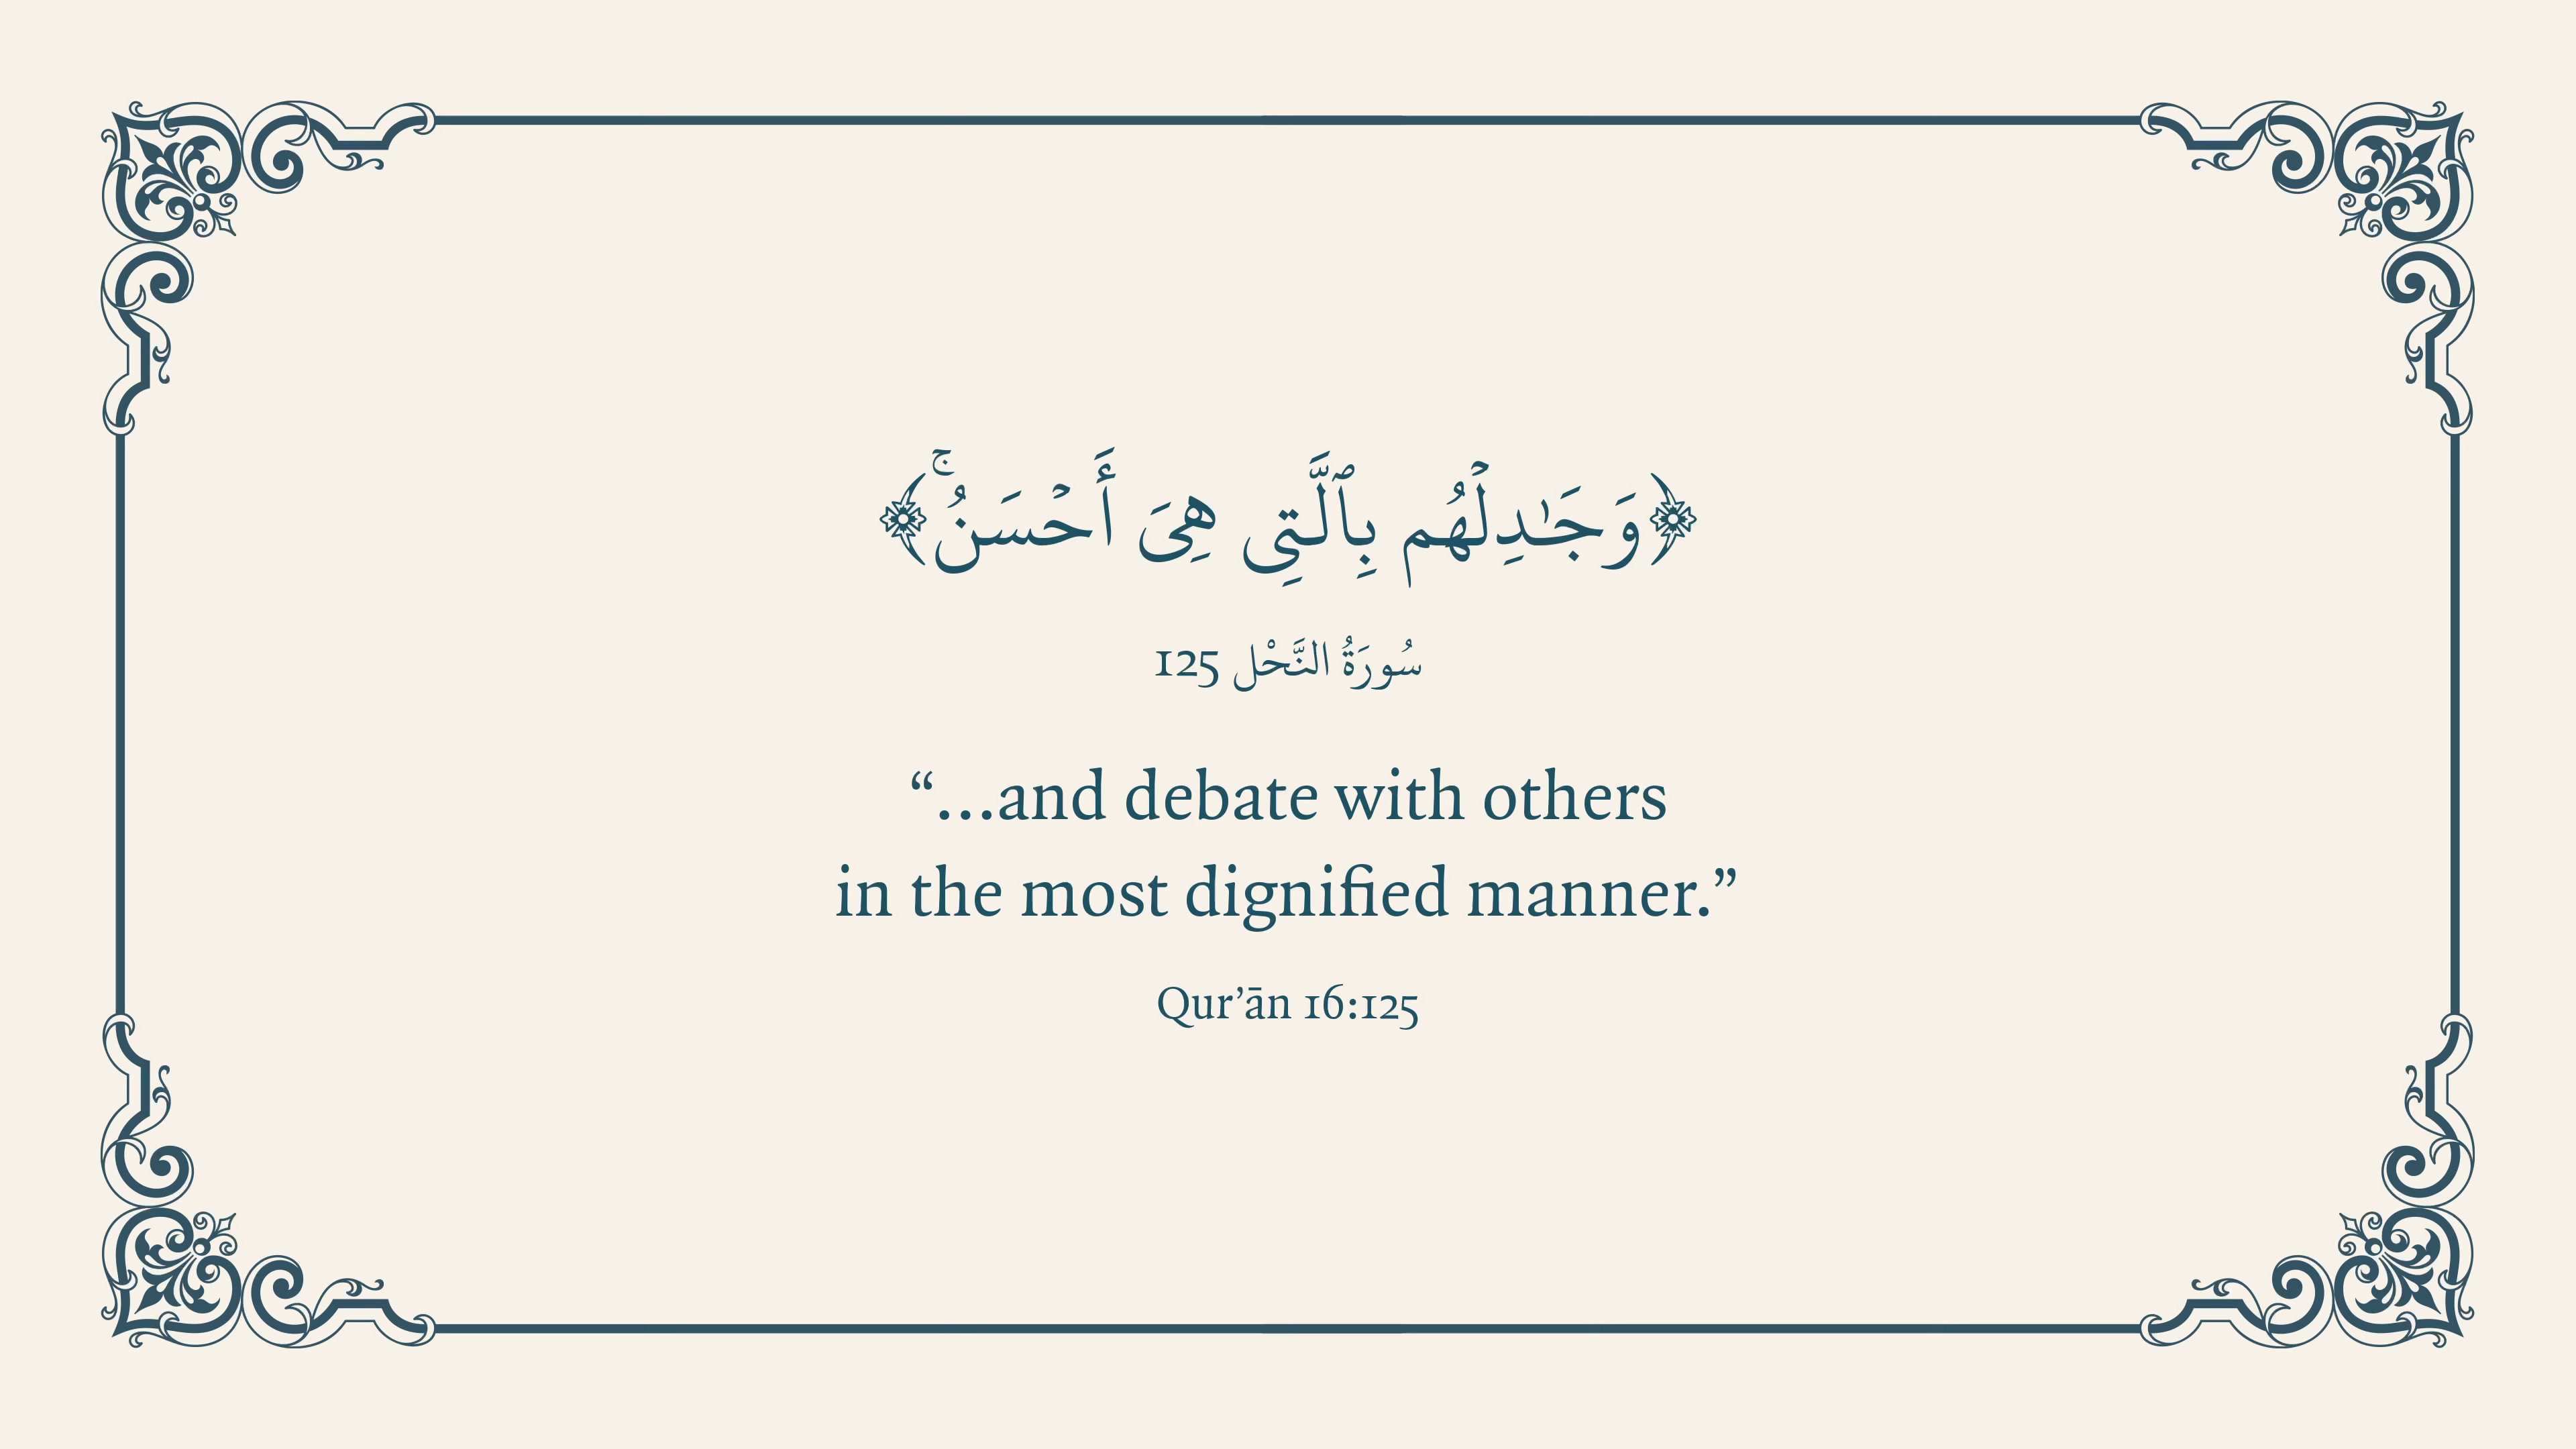 ﴿وَجَـٰدِلْهُم بِٱلَّتِى هِىَ أَحْسَنُ ۚ﴾
سُورَةُ النَّحْل 125
“…and debate with others
in the most dignified manner.”
Qur’ān 16:125